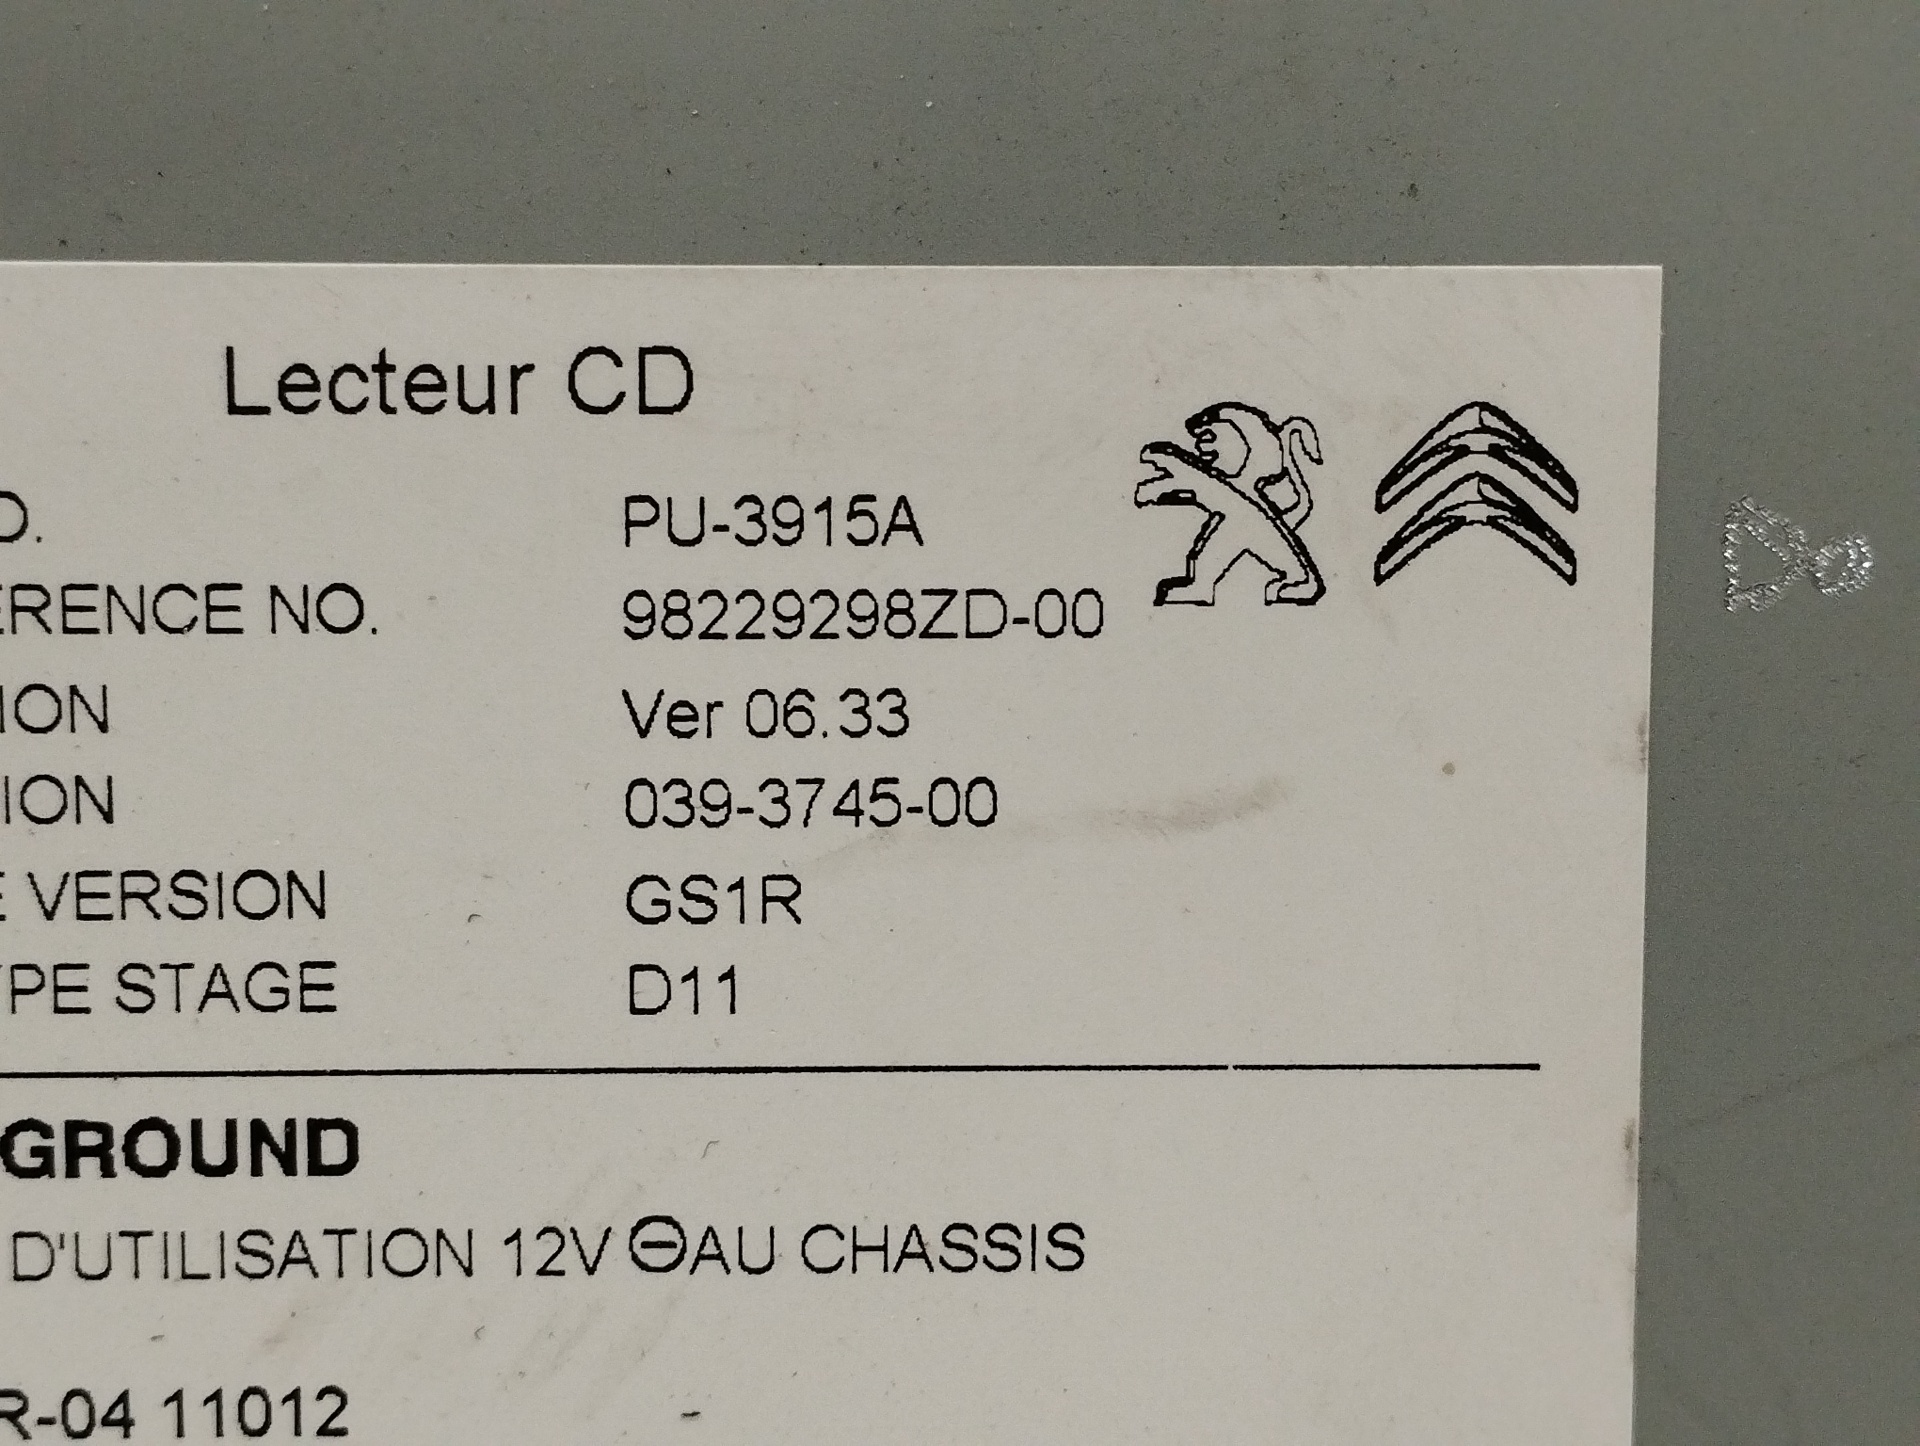 Lecteur CD
O. PU-3915A
ERENCE NO. 98229298ZD-00
ION Ver 06.33
ION 039-3745-00
E VERSION GS1R
YPE STAGE D11
GROUND
D'UTILISATION 12V ⊖AU CHASSIS
R-04 11012